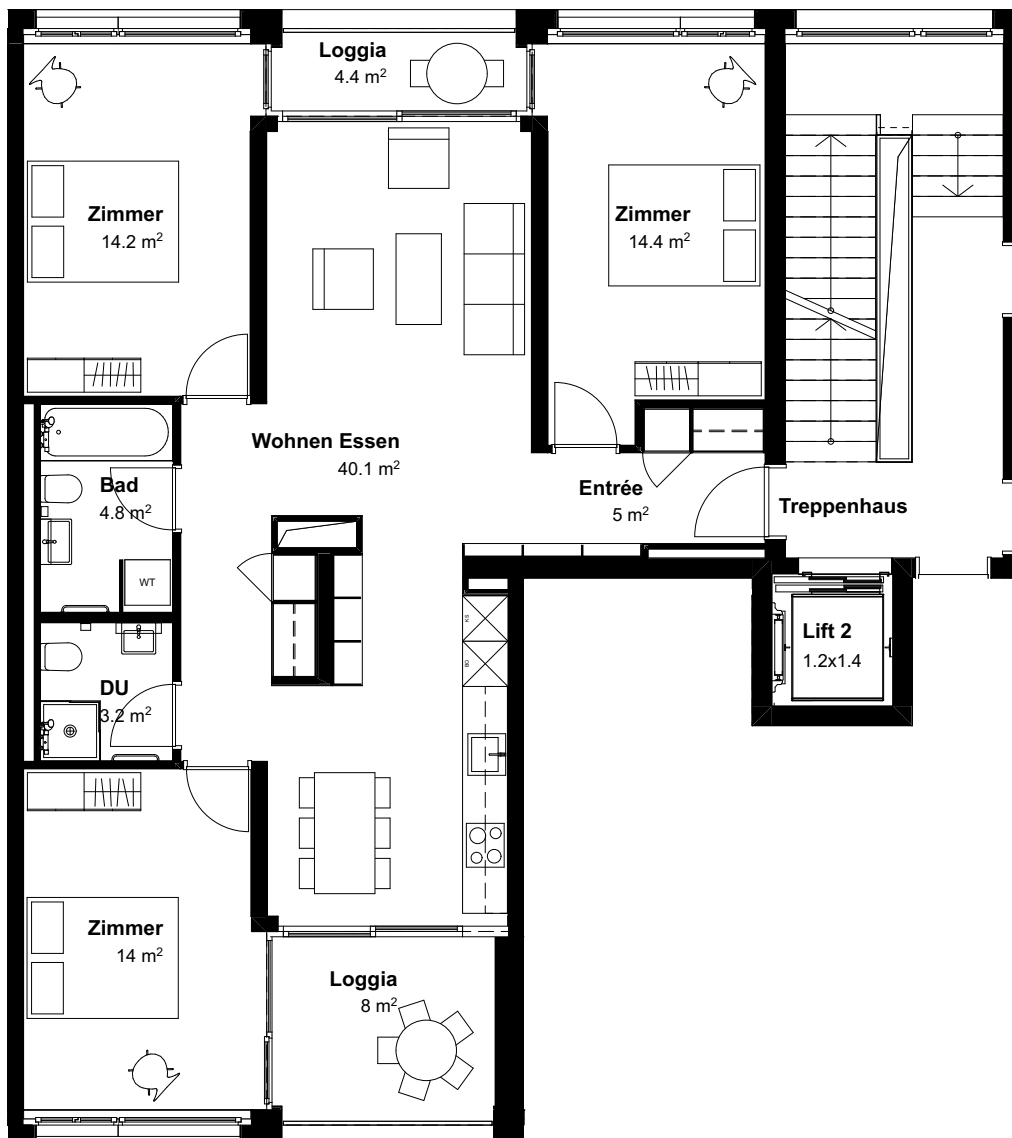 Loggia
4.4 m²
Zimmer
14.2 m²
Zimmer
14.4 m²
Wohnen Essen
40.1 m²
Bad
4.8 m²
Entrée
5 m²
Treppenhaus
WT
KS
BO
Lift 2
1.2x1.4
DU
3.2 m²
Zimmer
14 m²
Loggia
8 m²